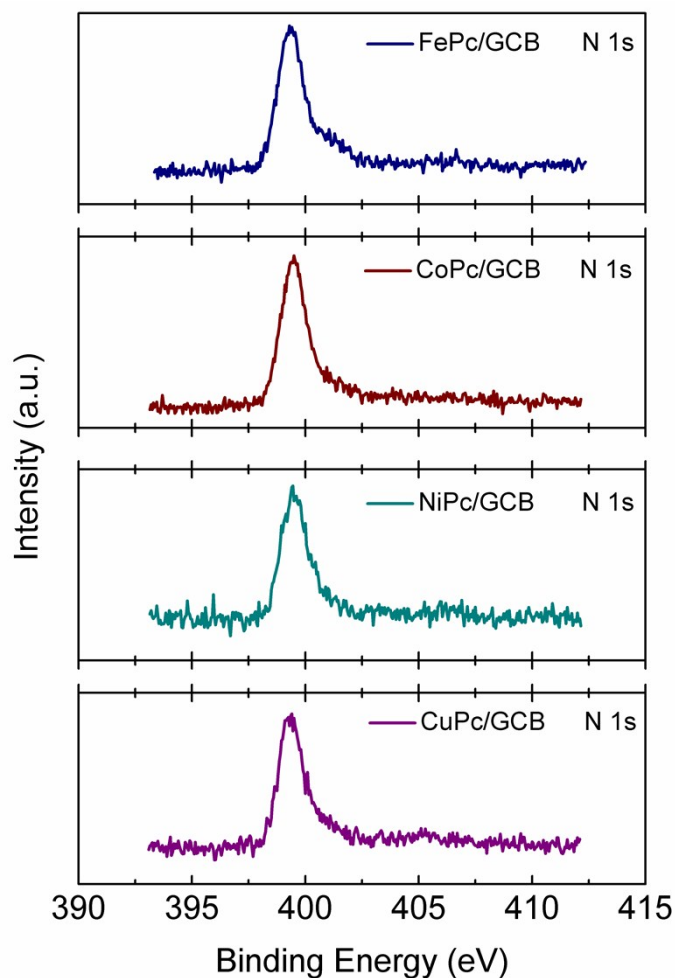 FePc/GCB N 1s
CoPc/GCB N 1s
NiPc/GCB N 1s
CuPc/GCB N 1s
Intensity (a.u.)
390 395 400 405 410 415
Binding Energy (eV)